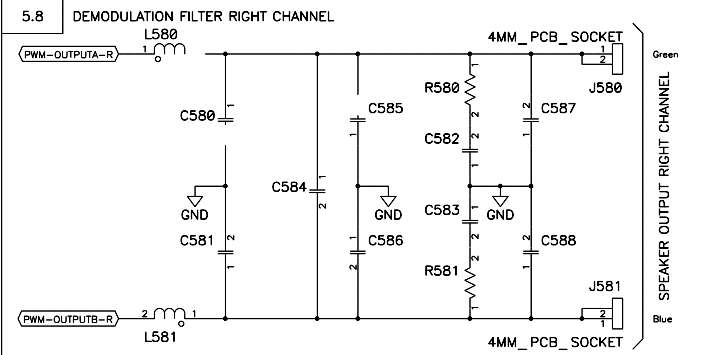 5.8 DEMODULATION FILTER RIGHT CHANNEL
L580
4MM_PCB_SOCKET
PWM-OUTPUTA-R
1
1
2
Green
J580
R580
1
2
C580
1
C585
1
C587
2
1
C582
2
1
SPEAKER OUTPUT RIGHT CHANNEL
C584
1
2
GND
GND
GND
C583
1
2
C581
2
1
C586
1
2
C588
2
1
R581
2
1
J581
PWM-OUTPUTB-R
2
1
2
1
Blue
L581
4MM_PCB_SOCKET